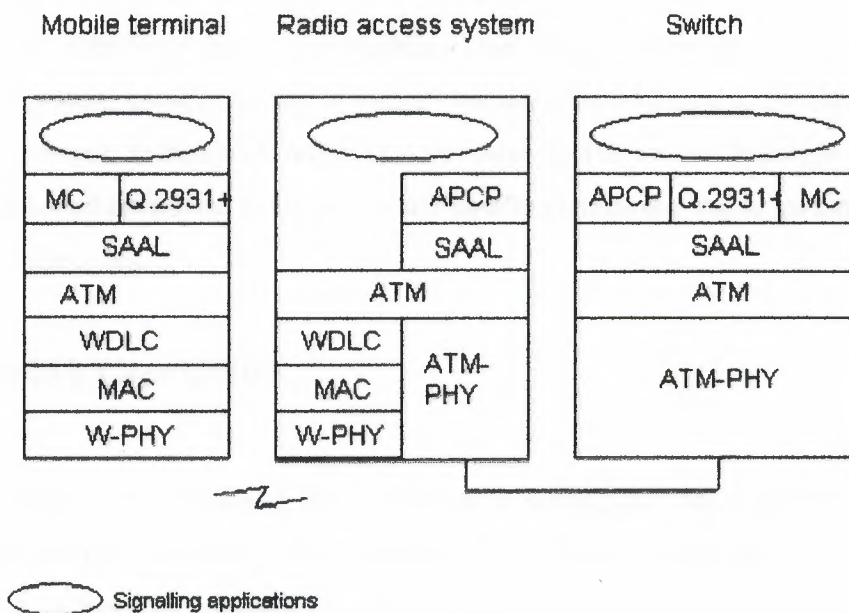 Mobile terminal Radio access system Switch
MC Q.2931+ APCP APCP Q.2931+ MC
SAAL SAAL SAAL
ATM ATM ATM
WDLC WDLC ATM-PHY ATM-PHY
MAC MAC
W-PHY W-PHY
Signalling applications